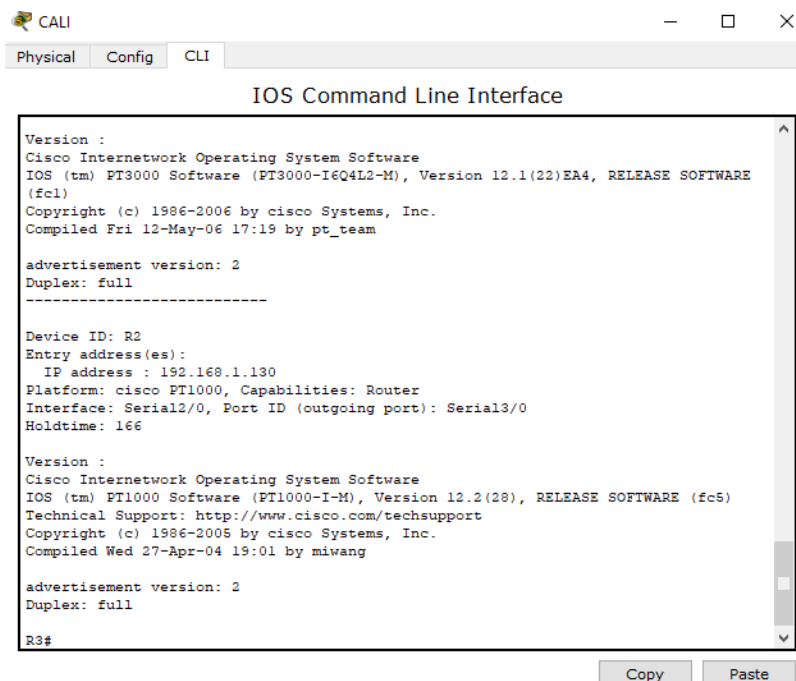 CALI
Physical Config CLI
IOS Command Line Interface
Version :
Cisco Internetwork Operating System Software
IOS (tm) PT3000 Software (PT3000-I6Q4L2-M), Version 12.1(22)EA4, RELEASE SOFTWARE
(fc1)
Copyright (c) 1986-2006 by cisco Systems, Inc.
Compiled Fri 12-May-06 17:19 by pt_team
advertisement version: 2
Duplex: full
---------------------------
Device ID: R2
Entry address(es):
IP address : 192.168.1.130
Platform: cisco PT1000, Capabilities: Router
Interface: Serial2/0, Port ID (outgoing port): Serial3/0
Holdtime: 166
Version :
Cisco Internetwork Operating System Software
IOS (tm) PT1000 Software (PT1000-I-M), Version 12.2(28), RELEASE SOFTWARE (fc5)
Technical Support: http://www.cisco.com/techsupport
Copyright (c) 1986-2005 by cisco Systems, Inc.
Compiled Wed 27-Apr-04 19:01 by miwang
advertisement version: 2
Duplex: full
R3#
Copy Paste